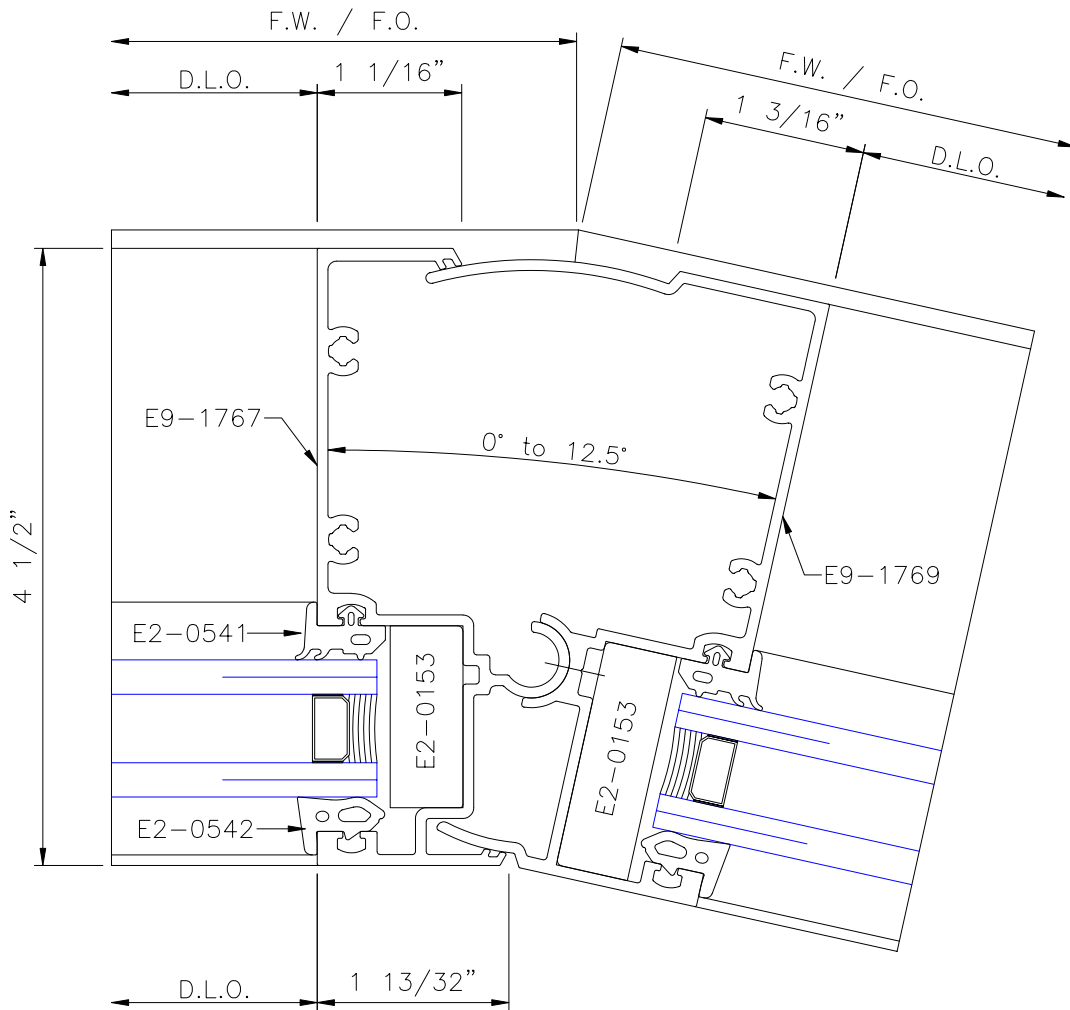 F.W. / F.O.
D.L.O.
1 1/16”
F.W. / F.O.
1 3/16”
D.L.O.
E9-1767
0° to 12.5°
4 1/2”
E9-1769
E2-0541
E2-0153
E2-0153
E2-0542
D.L.O.
1 13/32”